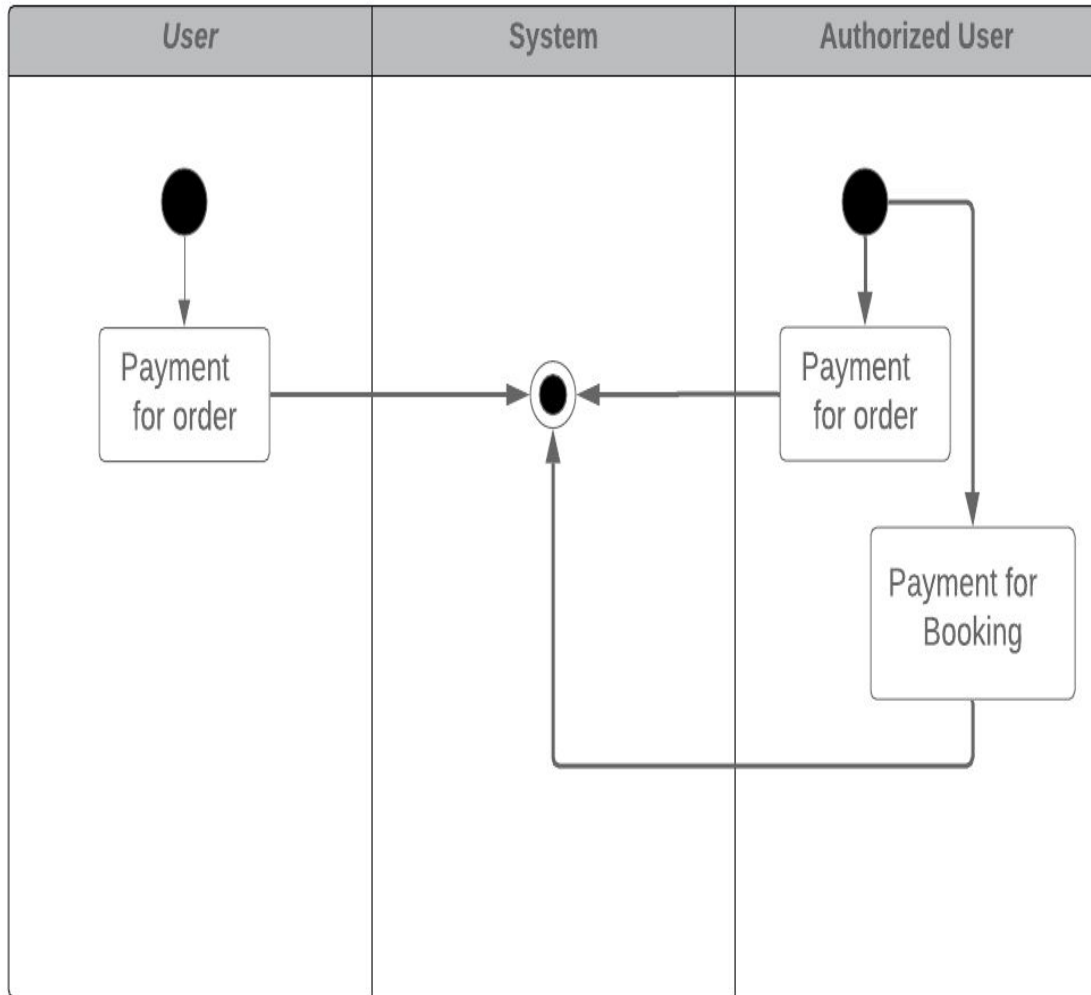 User
System
Authorized User
Payment
for order
Payment
for order
Payment for
Booking